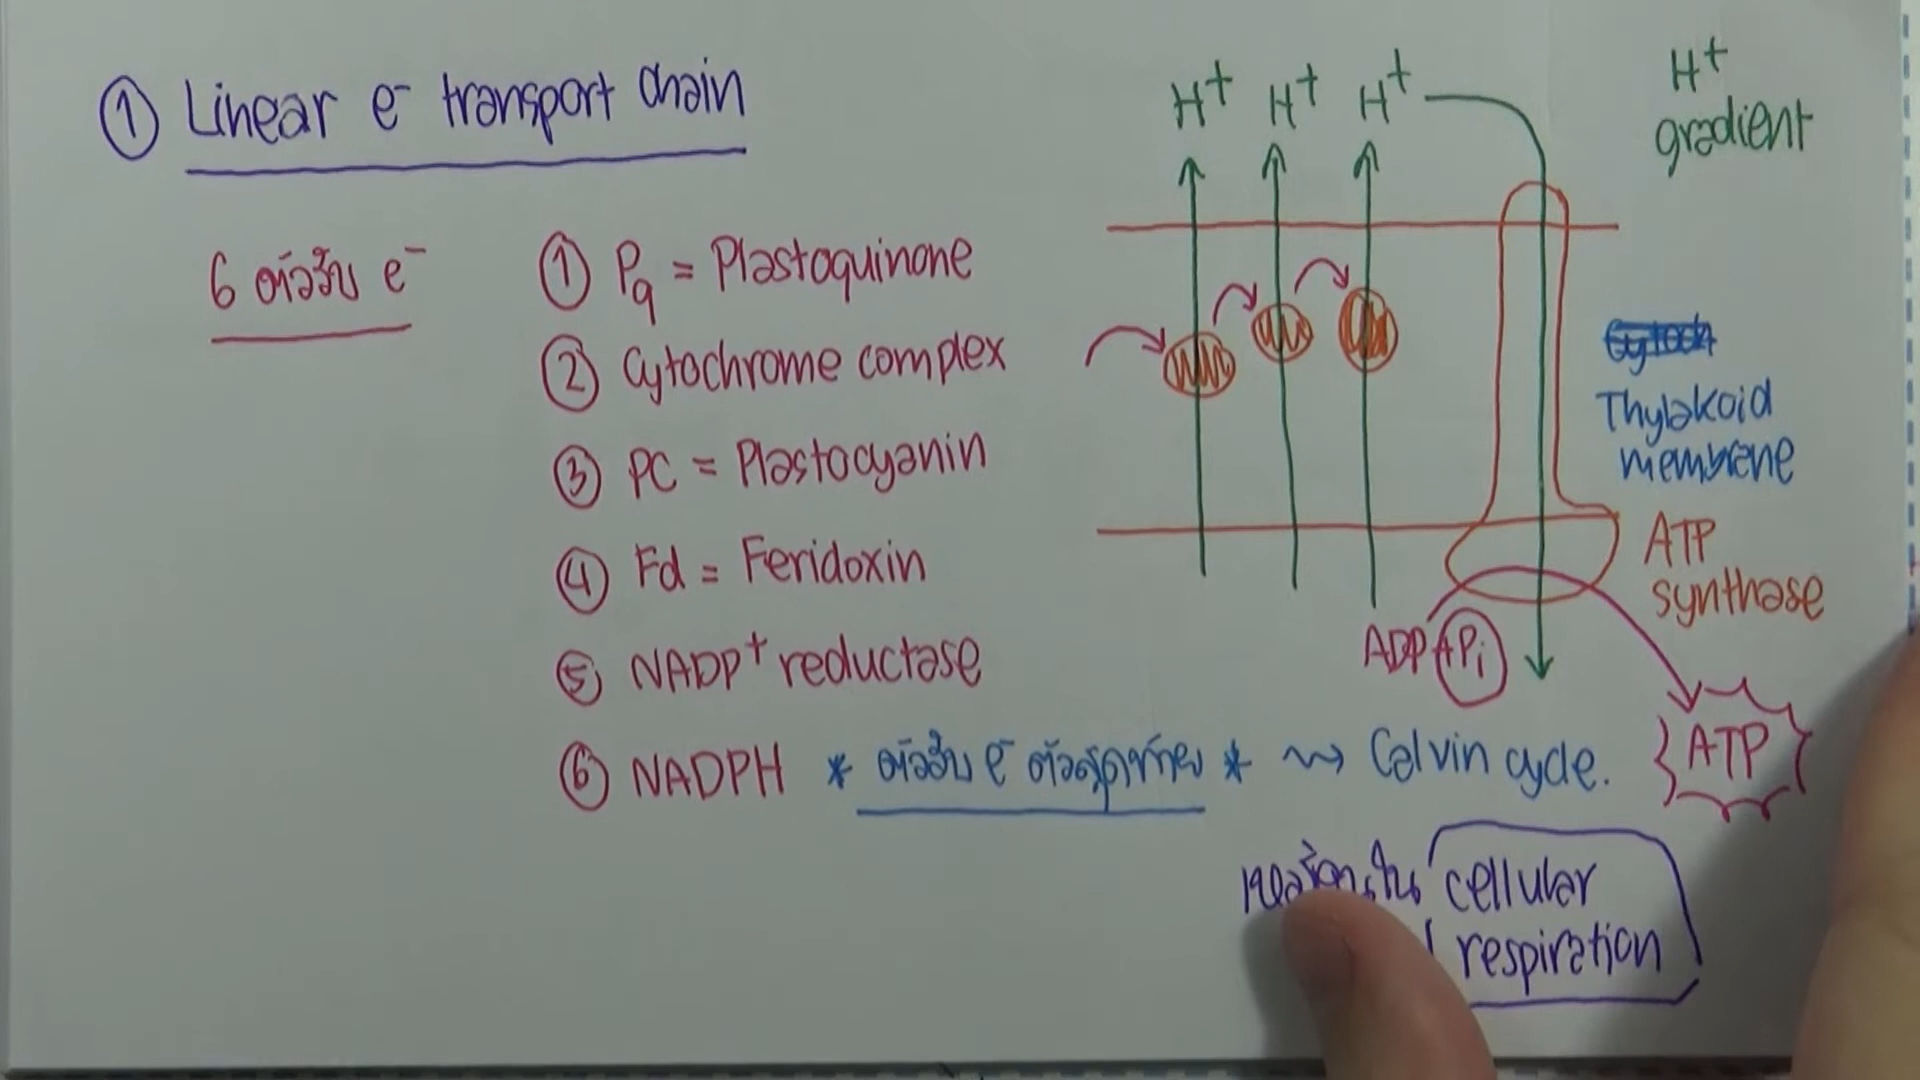 ① Linear e⁻ transport chain
6 ตัวรับ e⁻
① Pq = Plastoquinone
② Cytochrome complex
③ PC = Plastocyanin
④ Fd = Feridoxin
⑤ NADP⁺ reductase
⑥ NADPH * ตัวรับ e⁻ ตัวสุดท้าย * ⇝ Calvin cycle.
H⁺ H⁺ H⁺
H⁺
gradient
Thylakoid
membrane
ATP
synthase
ADP + Pi
ATP
cellular
respiration